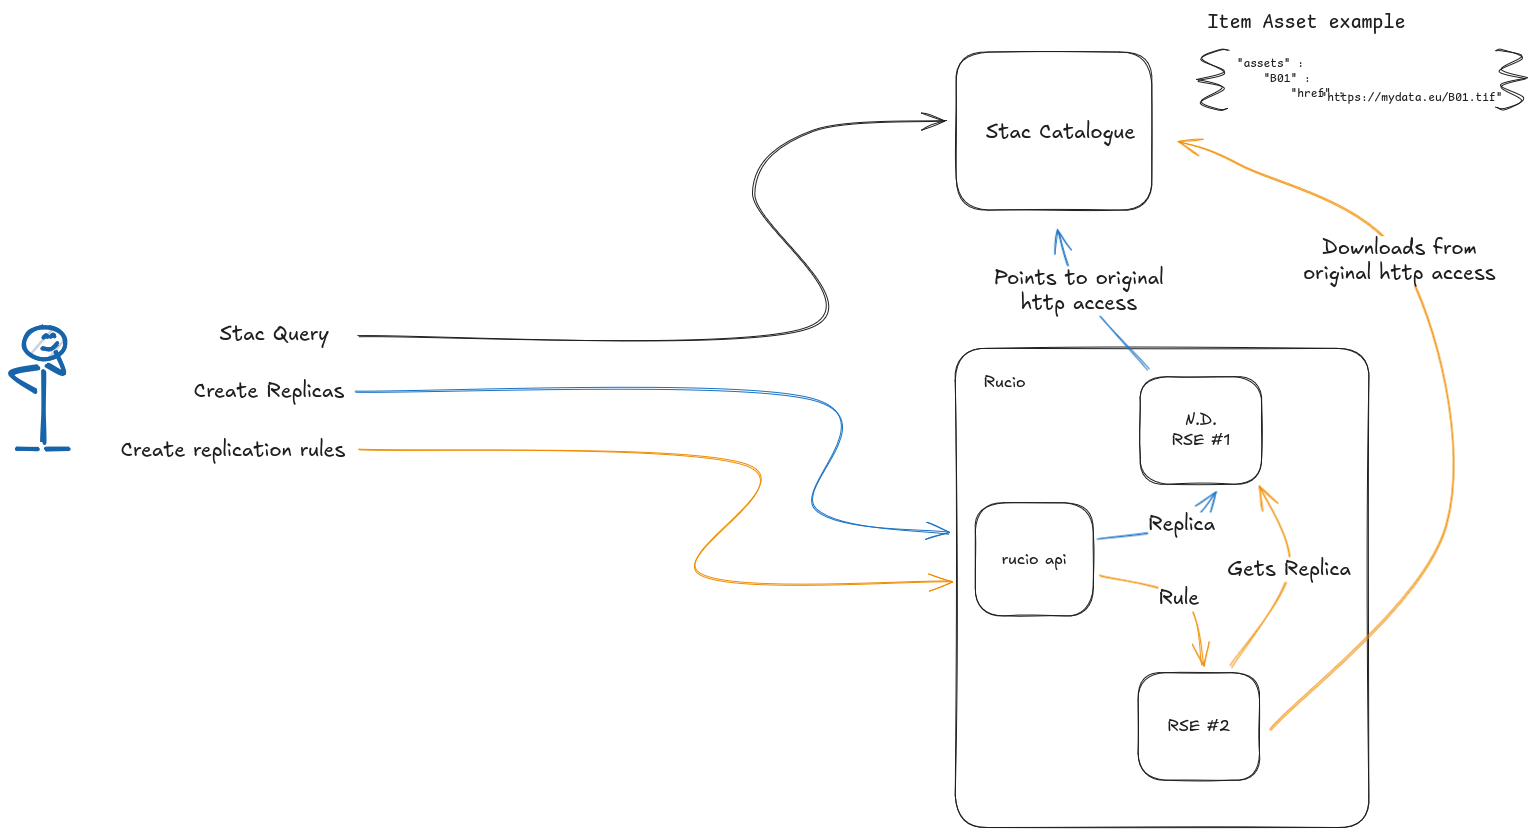 Item Asset example
"assets" :
"B01" :
"href" :
"https://mydata.eu/B01.tif"
Stac Catalogue
Downloads from
original http access
Points to original
http access
Stac Query
Create Replicas
Create replication rules
Rucio
N.D.
RSE #1
Replica
rucio api
Gets Replica
Rule
RSE #2